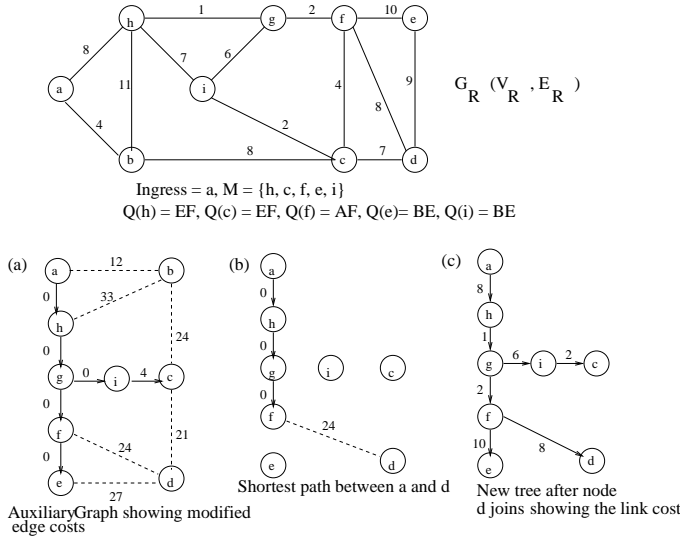 1
h g 2 f 10 e
8 7 6
a 11 i 4 8 9 G R (V R , E R )
4 2
b 8 c 7 d
Ingress = a, M = {h, c, f, e, i}
Q(h) = EF, Q(c) = EF, Q(f) = AF, Q(e)= BE, Q(i) = BE
(a)
a 12 b
0 33
h
0 24
g 0 i 4 c
0 21
f 24
0
e 27 d
AuxiliaryGraph showing modified
edge costs
(b)
a
0
h
0
g i c
0
f 24
e d
Shortest path between a and d
(c)
a
8
h
1
g 6 i 2 c
2
f
10 8
e d
New tree after node
d joins showing the link cost